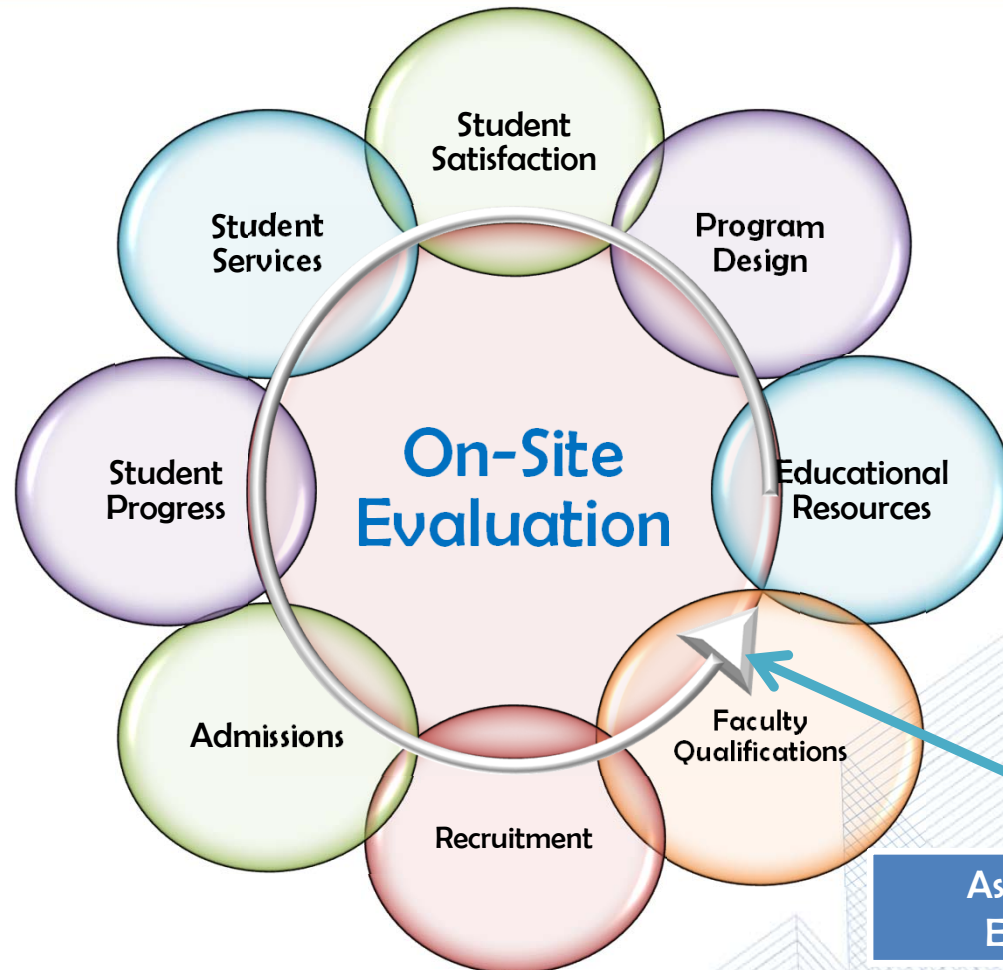 Student
Satisfaction
Program
Design
Educational
Resources
Faculty
Qualifications
Recruitment
Admissions
Student
Progress
Student
Services
On-Site
Evaluation